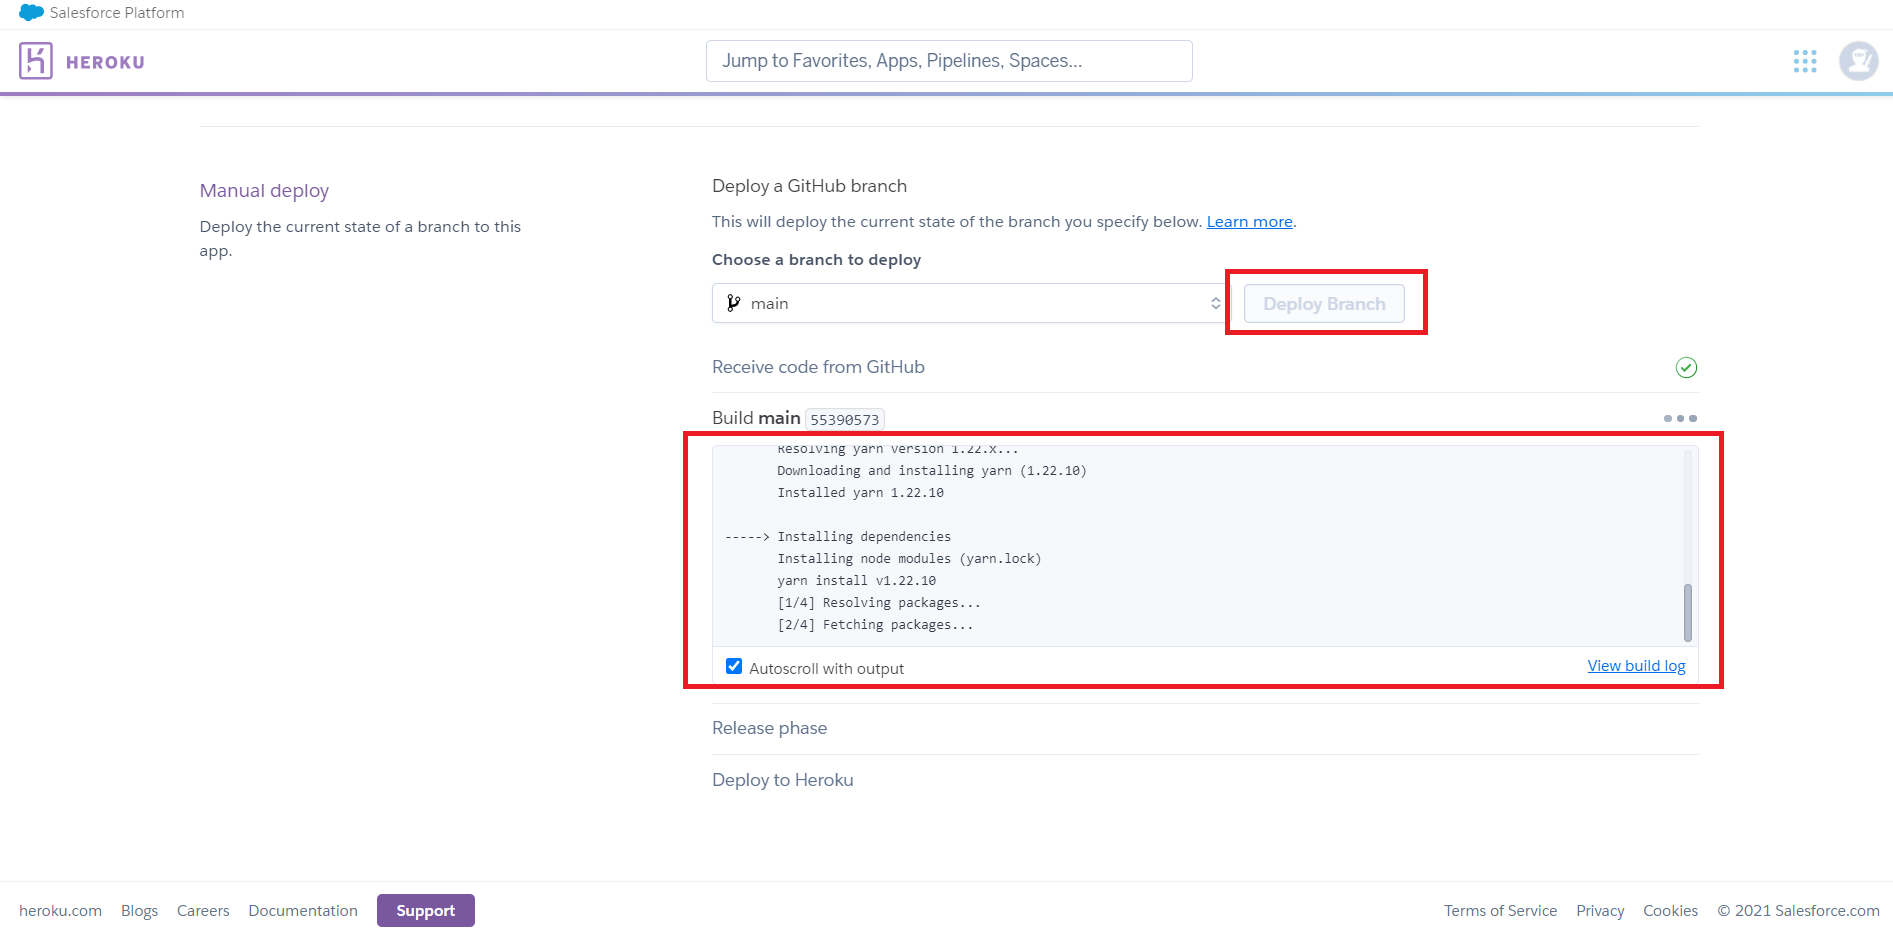 Salesforce Platform
HEROKU
Jump to Favorites, Apps, Pipelines, Spaces...
Manual deploy
Deploy the current state of a branch to this
app.
Deploy a GitHub branch
This will deploy the current state of the branch you specify below. Learn more.
Choose a branch to deploy
main
Deploy Branch
Receive code from GitHub
Build main 55390573
Resolving yarn version 1.22.x...
Downloading and installing yarn (1.22.10)
Installed yarn 1.22.10
-----> Installing dependencies
Installing node modules (yarn.lock)
yarn install v1.22.10
[1/4] Resolving packages...
[2/4] Fetching packages...
Autoscroll with output
View build log
Release phase
Deploy to Heroku
heroku.com Blogs Careers Documentation Support
Terms of Service Privacy Cookies © 2021 Salesforce.com